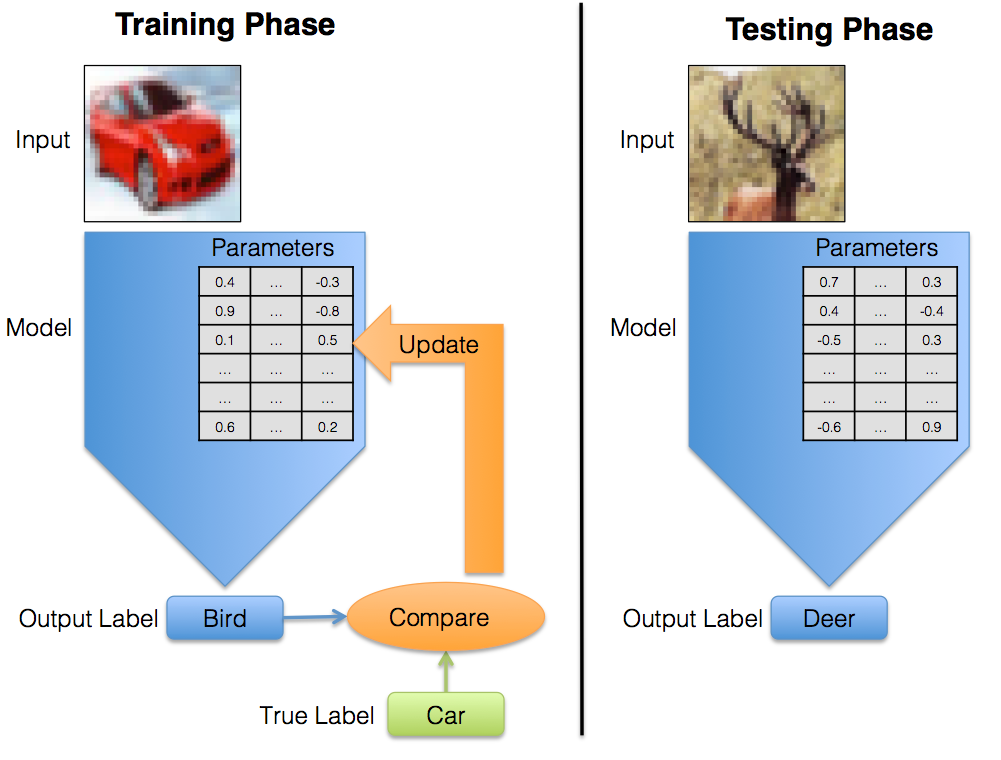 Training Phase
Input
Model
Parameters
0.4 ... -0.3
0.9 ... -0.8
0.1 ... 0.5
... ... ...
... ... ...
0.6 ... 0.2
Update
Output Label
Bird
Compare
True Label
Car
Testing Phase
Input
Model
Parameters
0.7 ... 0.3
0.4 ... -0.4
-0.5 ... 0.3
... ... ...
... ... ...
-0.6 ... 0.9
Output Label
Deer